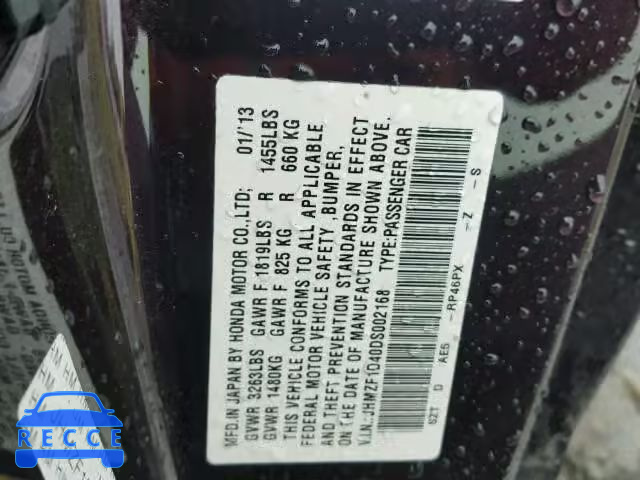 MFD.IN JAPAN BY HONDA MOTOR CO.,LTD; 01/'13
GVWR 3263LBS GAWR F 1819LBS R 1455LBS
GVWR 1480KG GAWR F 825 KG R 660 KG
THIS VEHICLE CONFORMS TO ALL APPLICABLE
FEDERAL MOTOR VEHICLE SAFETY ,BUMPER,
AND THEFT PREVENTION STANDARDS IN EFFECT
ON THE DATE OF MANUFACTURE SHOWN ABOVE.
V.I.N.:JHMZF1D40DS002168 TYPE:PASSENGER CAR
SZT D AE5 -RP46PX -Z -S
RECCE